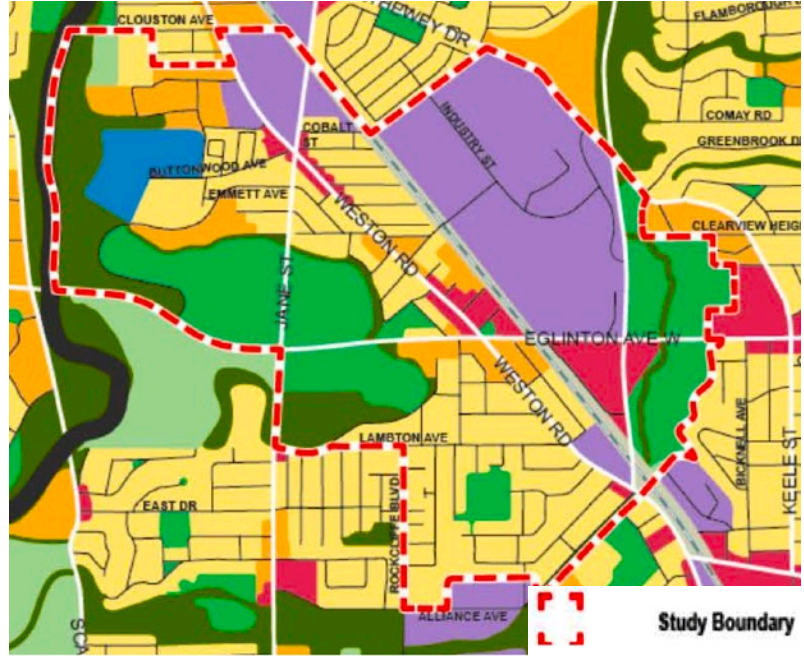 CLOUSTON AVE
HEWEY DR
FLAMBOROUGH
COMAY RD
GREENBROOK D
INDUSTRY ST
COBALT
ST
BUTTONWOOD AVE
EMMETT AVE
WESTON RD
CLEARVIEW HEIG
JANE ST
EGLINTON AVE W
WESTON RD
LAMBTON AVE
BICKNELL AVE
KEELE ST
EAST DR
ROCKCLIFFE BLVD
ALLIANCE AVE
SCA
Study Boundary